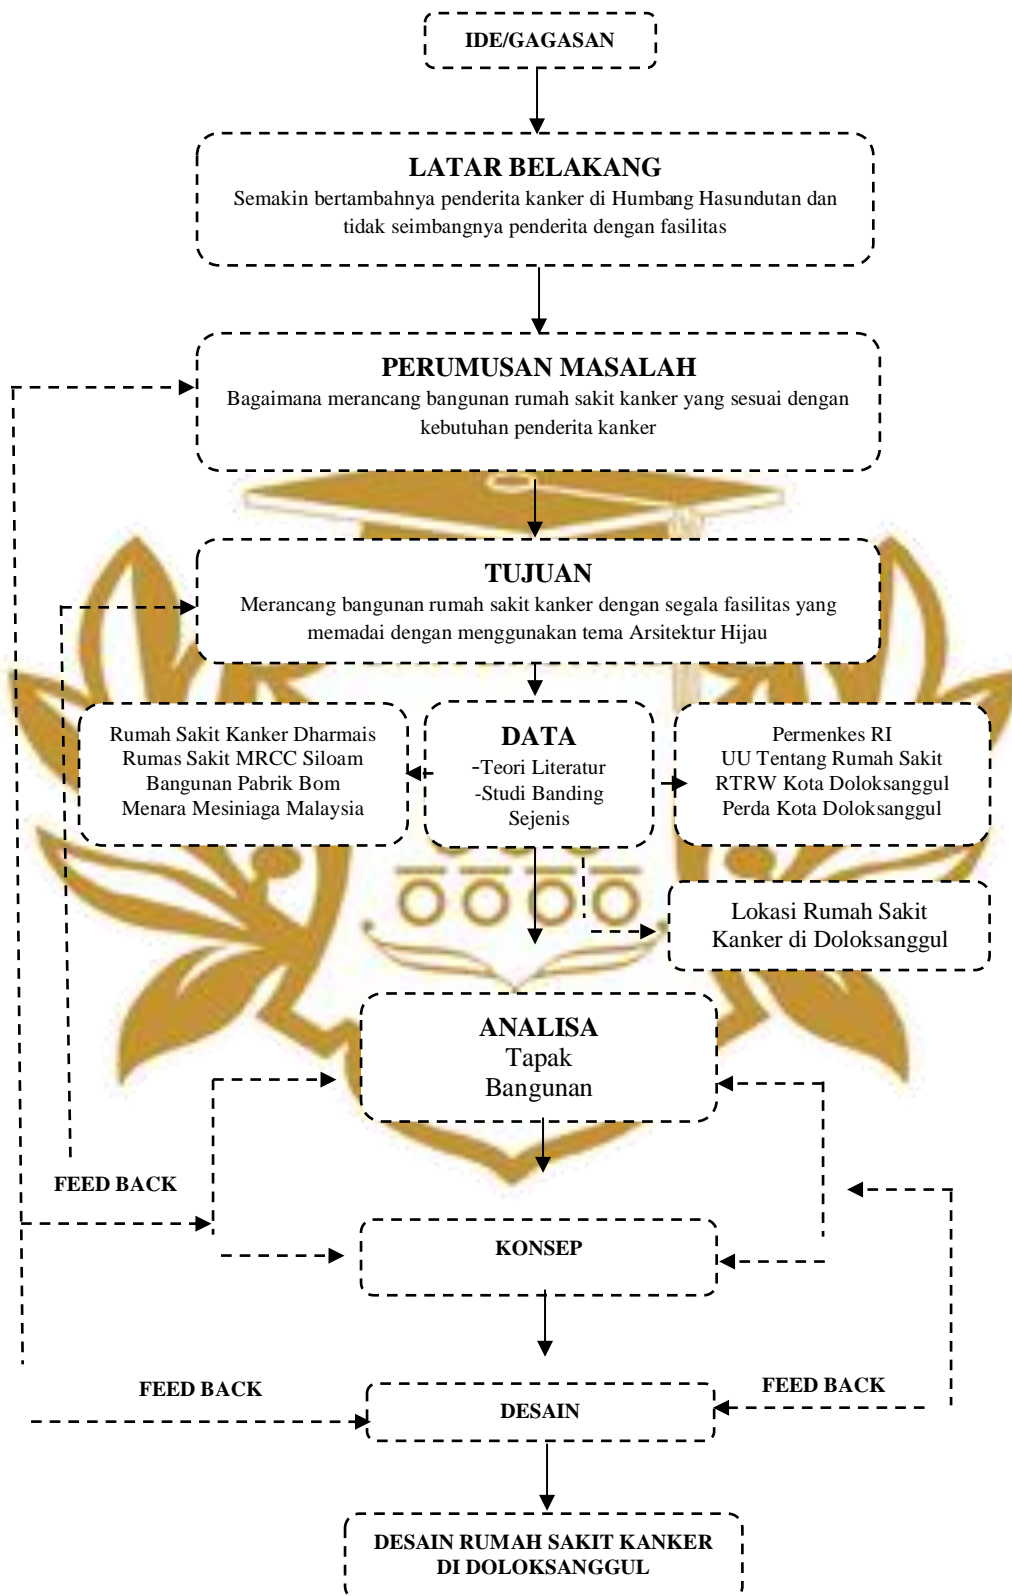 IDE/GAGASAN
LATAR BELAKANG
Semakin bertambahnya penderita kanker di Humbang Hasundutan dan
tidak seimbangnya penderita dengan fasilitas
PERUMUSAN MASALAH
Bagaimana merancang bangunan rumah sakit kanker yang sesuai dengan
kebutuhan penderita kanker
TUJUAN
Merancang bangunan rumah sakit kanker dengan segala fasilitas yang
memadai dengan menggunakan tema Arsitektur Hijau
Rumah Sakit Kanker Dharmais
Rumas Sakit MRCC Siloam
Bangunan Pabrik Bom
Menara Mesiniaga Malaysia
DATA
-Teori Literatur
-Studi Banding
Sejenis
Permenkes RI
UU Tentang Rumah Sakit
RTRW Kota Doloksanggul
Perda Kota Doloksanggul
Lokasi Rumah Sakit
Kanker di Doloksanggul
ANALISA
Tapak
Bangunan
FEED BACK
KONSEP
FEED BACK
FEED BACK
DESAIN
DESAIN RUMAH SAKIT KANKER
DI DOLOKSANGGUL